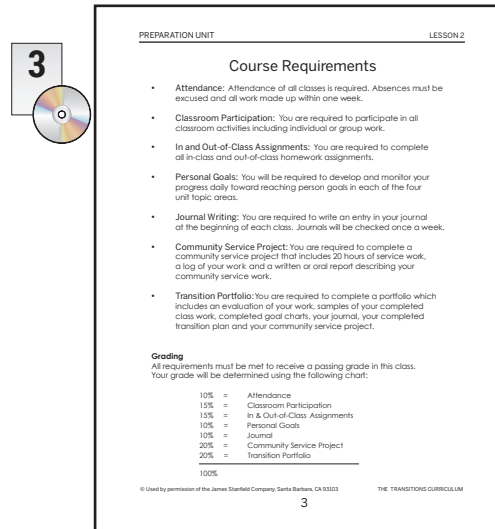 3
PREPARATION UNIT LESSON 2
Course Requirements
• Attendance: Attendance of all classes is required. Absences must be
excused and all work made up within one week.
• Classroom Participation: You are required to participate in all
classroom activities including individual or group work.
• In and Out-of-Class Assignments: You are required to complete
all in-class and out-of-class homework assignments.
• Personal Goals: You will be required to develop and monitor your
progress daily toward reaching person goals in each of the four
unit topic areas.
• Journal Writing: You are required to write an entry in your journal
at the beginning of each class. Journals will be checked once a week.
• Community Service Project: You are required to complete a
community service project that includes 20 hours of service work,
a log of your work and a written or oral report describing your
community service work.
• Transition Portfolio: You are required to complete a portfolio which
includes an evaluation of your work, samples of your completed
class work, completed goal charts, your journal, your completed
transition plan and your community service project.
Grading
All requirements must be met to receive a passing grade in this class.
Your grade will be determined using the following chart:
10% = Attendance
15% = Classroom Participation
15% = In & Out-of-Class Assignments
10% = Personal Goals
10% = Journal
20% = Community Service Project
20% = Transition Portfolio
100%
© Used by permission of the James Stanfield Company, Santa Barbara, CA 93103 THE TRANSITIONS CURRICULUM
3